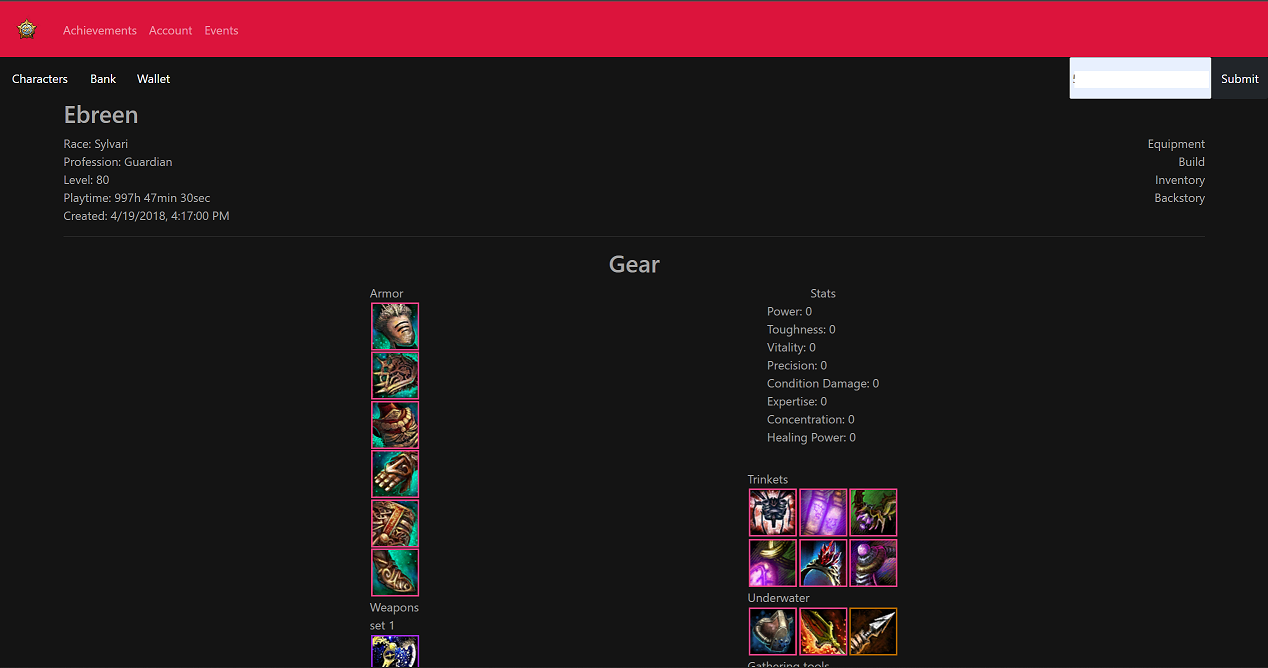 Achievements Account Events
Characters Bank Wallet
Submit
Ebreen
Race: Sylvari
Profession: Guardian
Level: 80
Playtime: 997h 47min 30sec
Created: 4/19/2018, 4:17:00 PM
Equipment
Build
Inventory
Backstory
Gear
Armor
Weapons
set 1
Stats
Power: 0
Toughness: 0
Vitality: 0
Precision: 0
Condition Damage: 0
Expertise: 0
Concentration: 0
Healing Power: 0
Trinkets
Underwater
Gathering tools